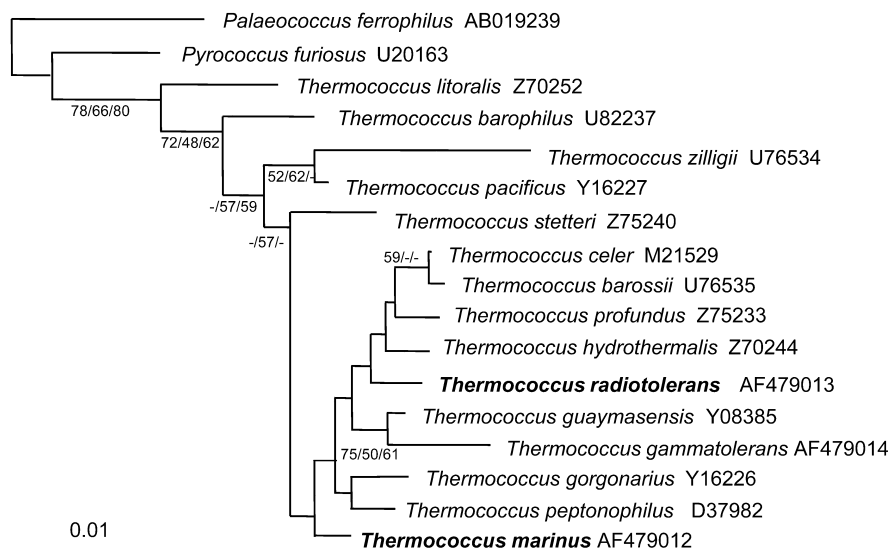 Palaeococcus ferrophilus AB019239
Pyrococcus furiosus U20163
Thermococcus litoralis Z70252
78/66/80
Thermococcus barophilus U82237
72/48/62
Thermococcus zilligii U76534
52/62/-
Thermococcus pacificus Y16227
-/57/59
Thermococcus stetteri Z75240
-/57/-
59/-/-
Thermococcus celer M21529
Thermococcus barossii U76535
Thermococcus profundus Z75233
Thermococcus hydrothermalis Z70244
Thermococcus radiotolerans AF479013
Thermococcus guaymasensis Y08385
Thermococcus gammatolerans AF479014
75/50/61
Thermococcus gorgonarius Y16226
Thermococcus peptonophilus D37982
0.01
Thermococcus marinus AF479012